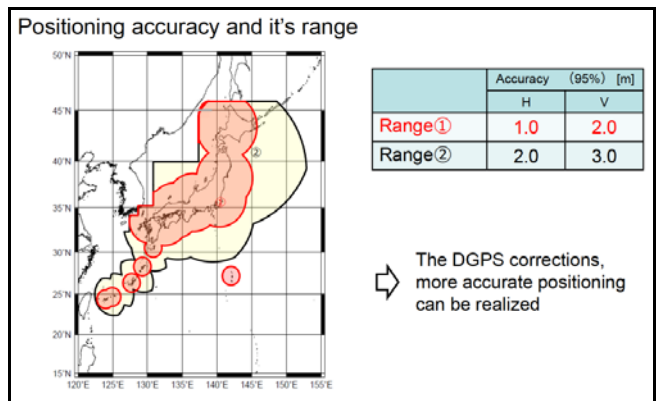 Positioning accuracy and it's range
50°N
45°N
40°N
35°N
30°N
25°N
20°N
15°N
120°E 125°E 130°E 135°E 140°E 145°E 150°E 155°E
②
①
Accuracy (95%) [m]
H V
Range① 1.0 2.0
Range② 2.0 3.0
The DGPS corrections,
more accurate positioning
can be realized